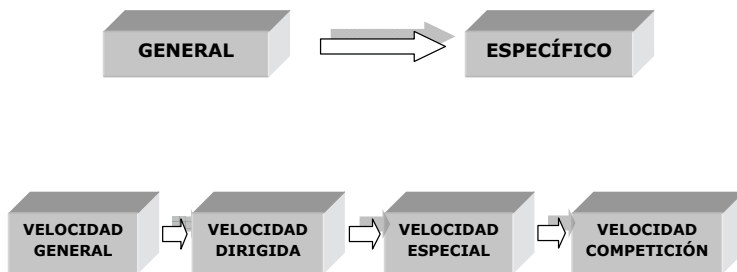 GENERAL
ESPECÍFICO
VELOCIDAD
GENERAL
VELOCIDAD
DIRIGIDA
VELOCIDAD
ESPECIAL
VELOCIDAD
COMPETICIÓN